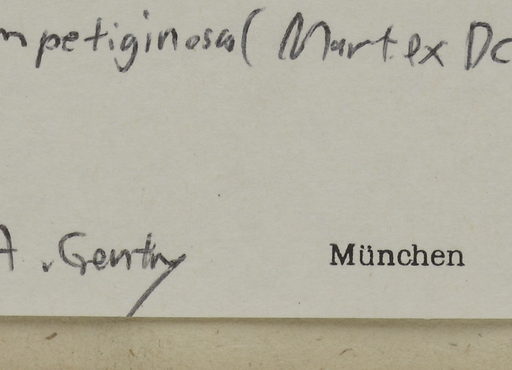 mpetiginosa (Mart ex DC
A. Gentry
München